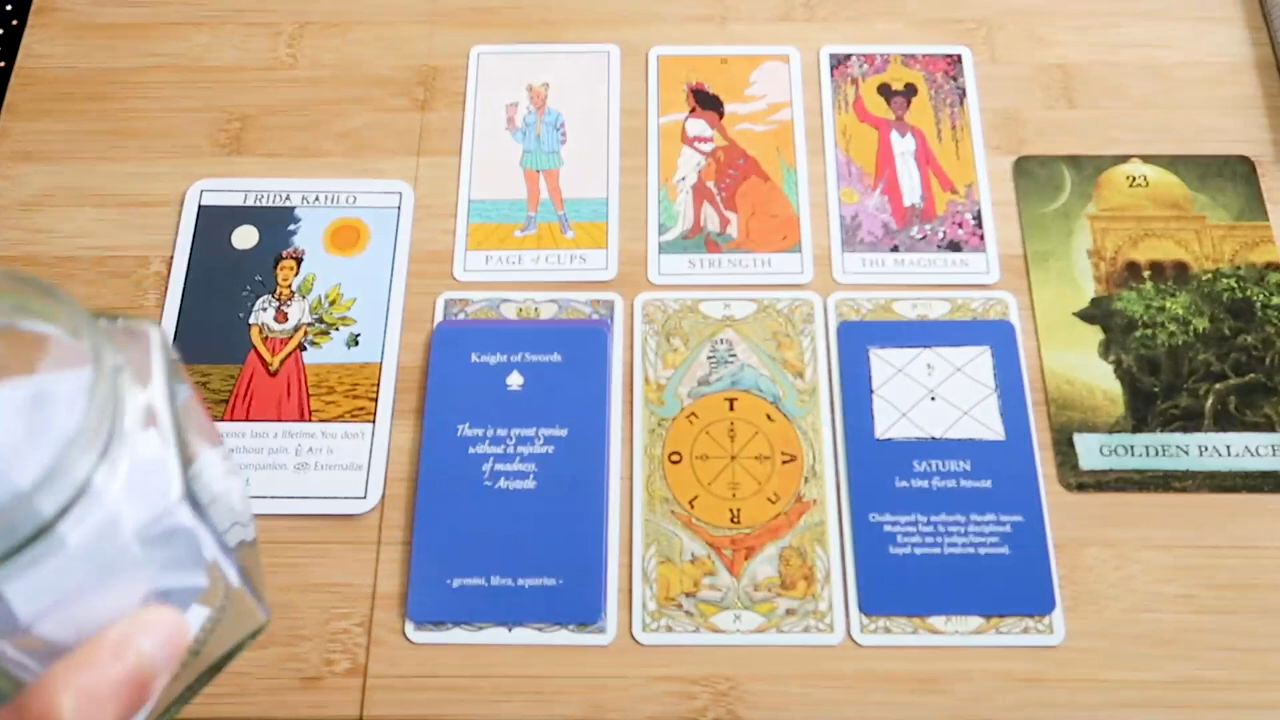 FRIDA KAHLO
cence lasts a lifetime. You don't
without pain. Art is
companion. Externalize
PAGE of CUPS
STRENGTH
THE MAGICIAN
Knight of Swords
There is no great genius
without a mixture
of madness.
~ Aristotle
- gemini, libra, aquarius -
X
T
A
R
O
X
SATURN
in the first house
Challenged by authority. Health issues.
Matures fast. Is very disciplined.
Excels as a judge/lawyer.
Loyal spouse (mature spouse).
23
GOLDEN PALACE